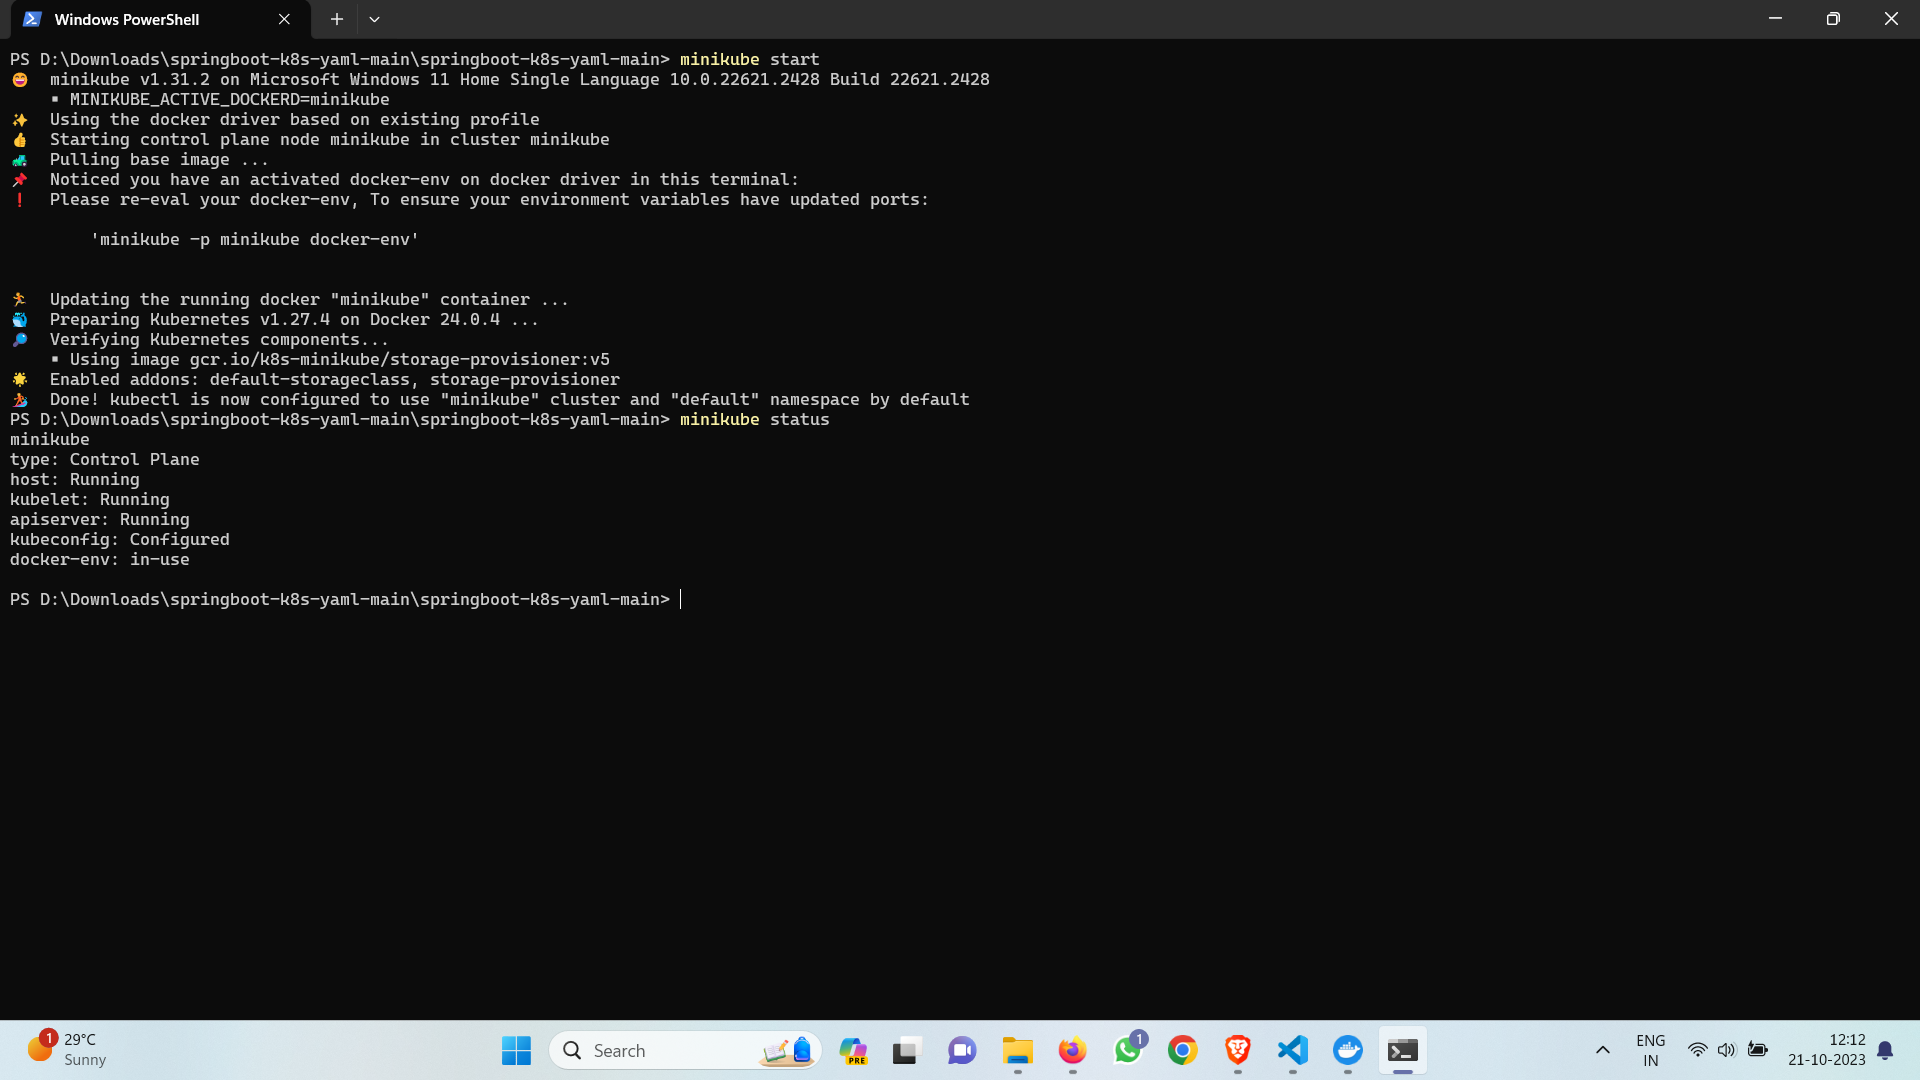 Windows PowerShell
PS D:\Downloads\springboot-k8s-yaml-main\springboot-k8s-yaml-main> minikube start
minikube v1.31.2 on Microsoft Windows 11 Home Single Language 10.0.22621.2428 Build 22621.2428
▪ MINIKUBE_ACTIVE_DOCKERD=minikube
Using the docker driver based on existing profile
Starting control plane node minikube in cluster minikube
Pulling base image ...
Noticed you have an activated docker-env on docker driver in this terminal:
Please re-eval your docker-env, To ensure your environment variables have updated ports:
'minikube -p minikube docker-env'
Updating the running docker "minikube" container ...
Preparing Kubernetes v1.27.4 on Docker 24.0.4 ...
Verifying Kubernetes components...
▪ Using image gcr.io/k8s-minikube/storage-provisioner:v5
Enabled addons: default-storageclass, storage-provisioner
Done! kubectl is now configured to use "minikube" cluster and "default" namespace by default
PS D:\Downloads\springboot-k8s-yaml-main\springboot-k8s-yaml-main> minikube status
minikube
type: Control Plane
host: Running
kubelet: Running
apiserver: Running
kubeconfig: Configured
docker-env: in-use
PS D:\Downloads\springboot-k8s-yaml-main\springboot-k8s-yaml-main>
1
29°C
Sunny
Search
PRE
1
ENG
IN
12:12
21-10-2023